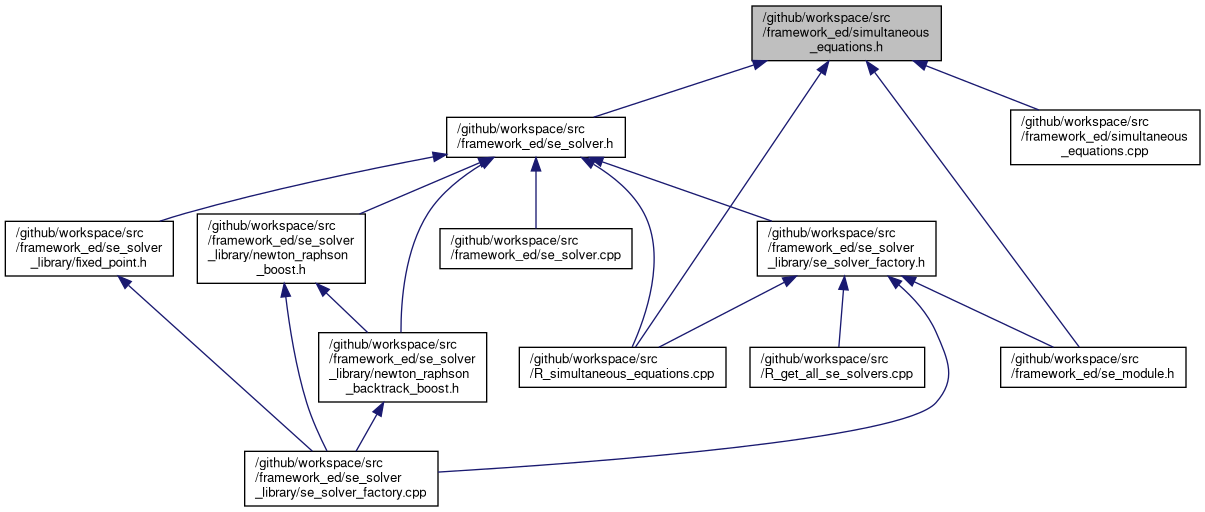 /github/workspace/src
/framework_ed/simultaneous
_equations.h
/github/workspace/src
/framework_ed/se_solver.h
/github/workspace/src
/framework_ed/simultaneous
_equations.cpp
/github/workspace/src
/framework_ed/se_solver
_library/fixed_point.h
/github/workspace/src
/framework_ed/se_solver
_library/newton_raphson
_boost.h
/github/workspace/src
/framework_ed/se_solver.cpp
/github/workspace/src
/framework_ed/se_solver
_library/se_solver_factory.h
/github/workspace/src
/framework_ed/se_solver
_library/newton_raphson
_backtrack_boost.h
/github/workspace/src
/R_simultaneous_equations.cpp
/github/workspace/src
/R_get_all_se_solvers.cpp
/github/workspace/src
/framework_ed/se_module.h
/github/workspace/src
/framework_ed/se_solver
_library/se_solver_factory.cpp